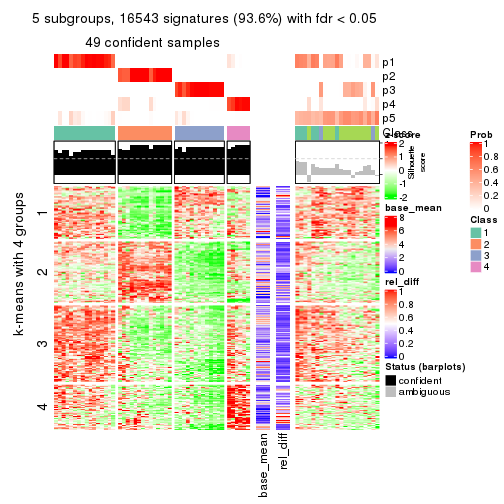 5 subgroups, 16543 signatures (93.6%) with fdr < 0.05
49 confident samples
p1
p2
p3
p4
p5
Class
k-means with 4 groups
1
2
3
4
base_mean
rel_diff
z-score
2
1
0
-1
-2
Silhouette
score
base_mean
8
6
4
2
0
rel_diff
1
0.8
0.6
0.4
0.2
0
Status (barplots)
confident
ambiguous
Prob
1
0.8
0.6
0.4
0.2
0
Class
1
2
3
4